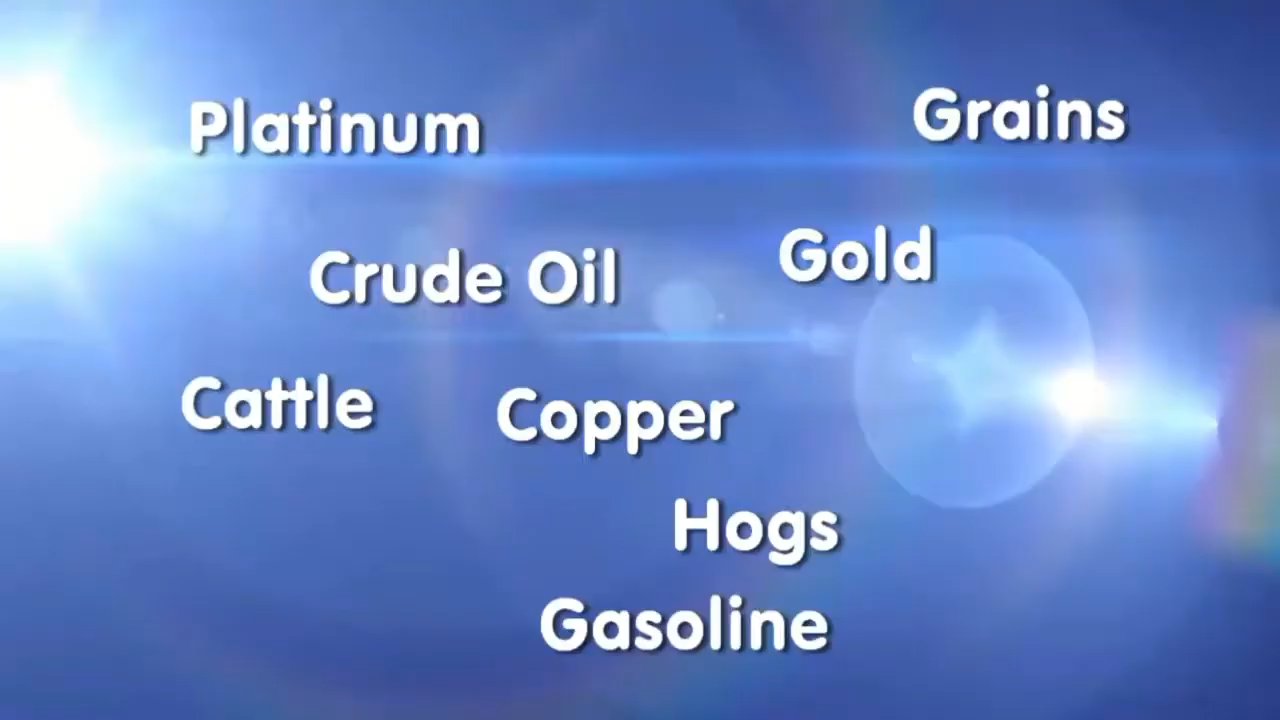 Platinum
Grains
Crude Oil
Gold
Cattle
Copper
Hogs
Gasoline